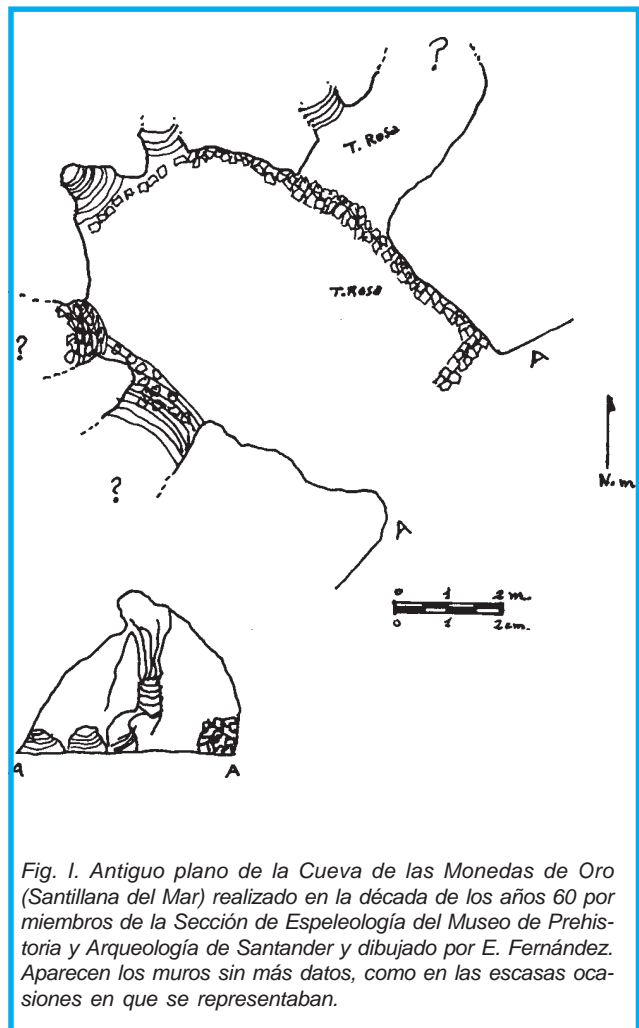 ?
T. Rosa
T. Rosa
A
?
N. m
?
A
0 1 2 m.
0 1 2 cm.
A A
Fig. I. Antiguo plano de la Cueva de las Monedas de Oro
(Santillana del Mar) realizado en la década de los años 60 por
miembros de la Sección de Espeleología del Museo de Prehis-
toria y Arqueología de Santander y dibujado por E. Fernández.
Aparecen los muros sin más datos, como en las escasas oca-
siones en que se representaban.